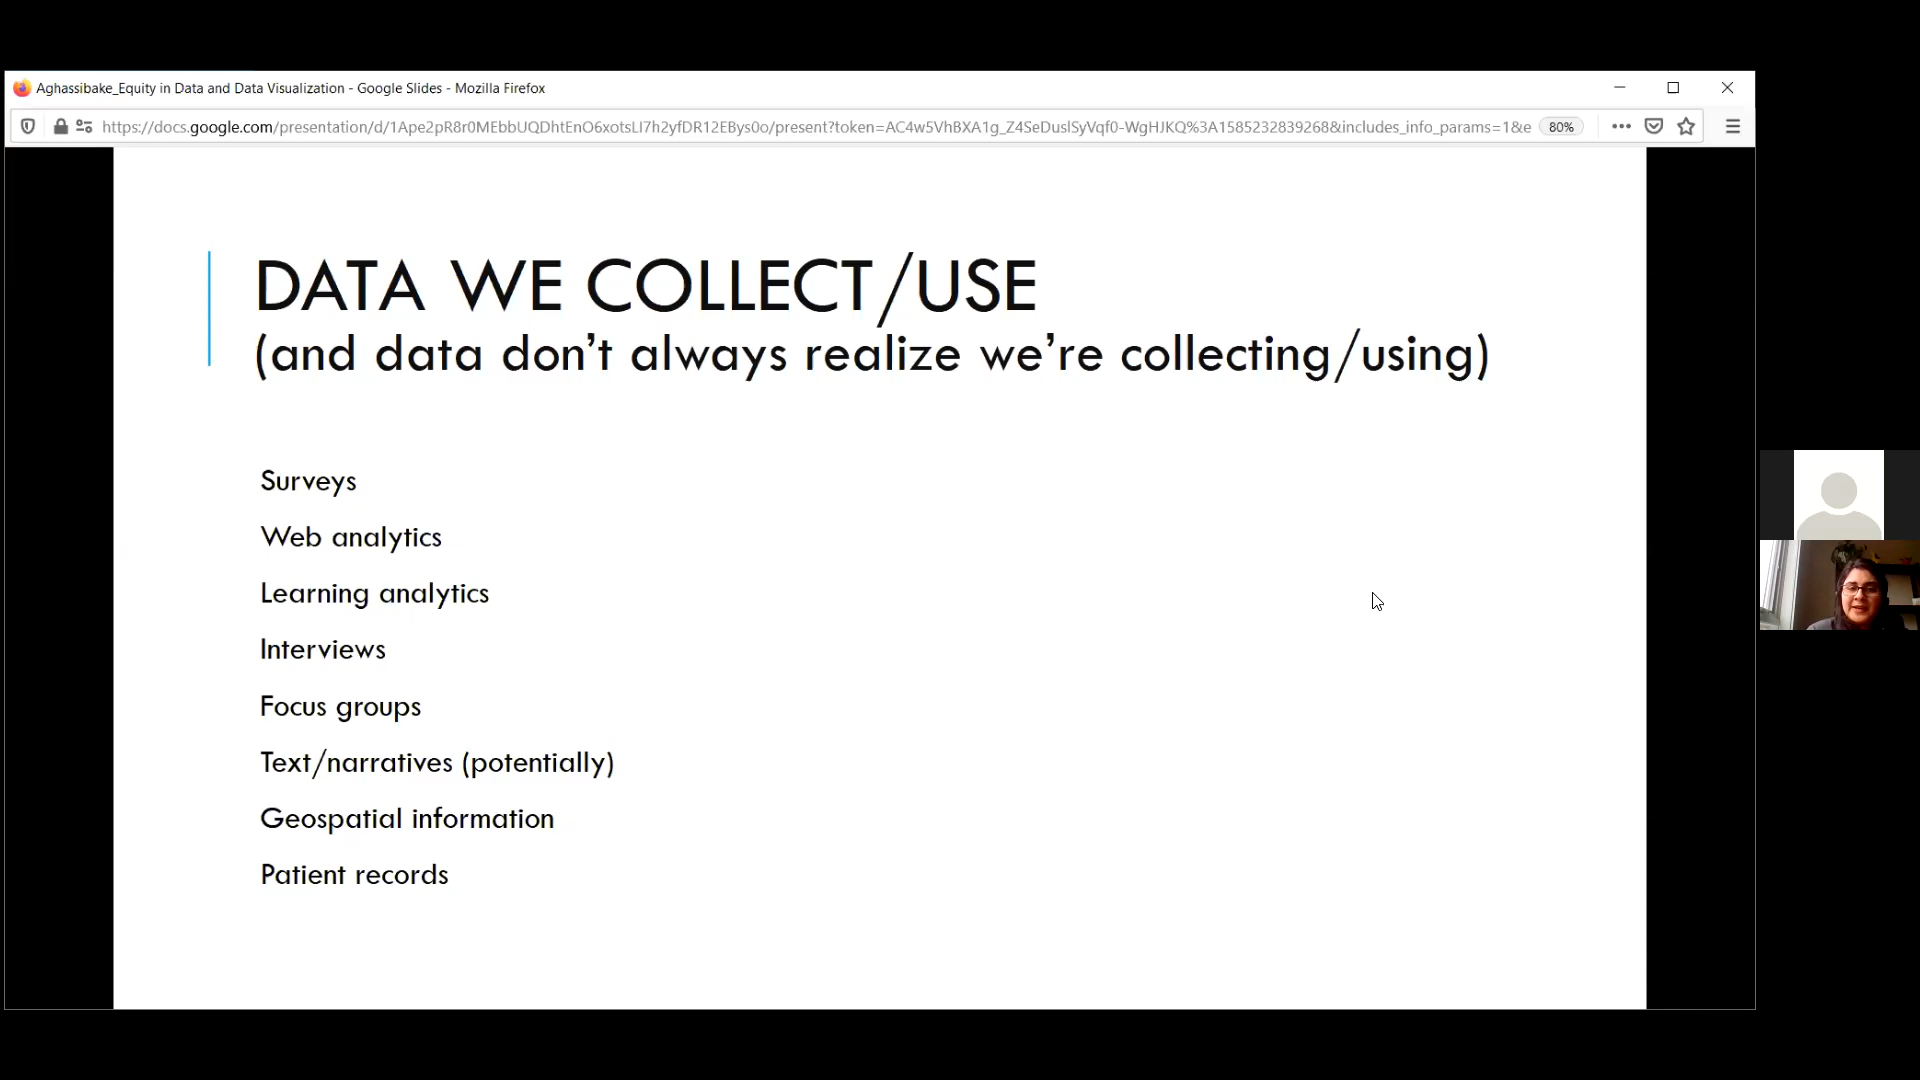 Aghassibake_Equity in Data and Data Visualization - Google Slides - Mozilla Firefox
https://docs.google.com/presentation/d/1Ape2pR8r0MEbbUQDhtEnO6xotsLI7h2yfDR12EBys0o/present?token=AC4w5VhBXA1g_Z4SeDuslSyVqf0-WgHJKQ%3A1585232839268&includes_info_params=1&e 80%
DATA WE COLLECT/USE
(and data don’t always realize we’re collecting/using)
Surveys
Web analytics
Learning analytics
Interviews
Focus groups
Text/narratives (potentially)
Geospatial information
Patient records